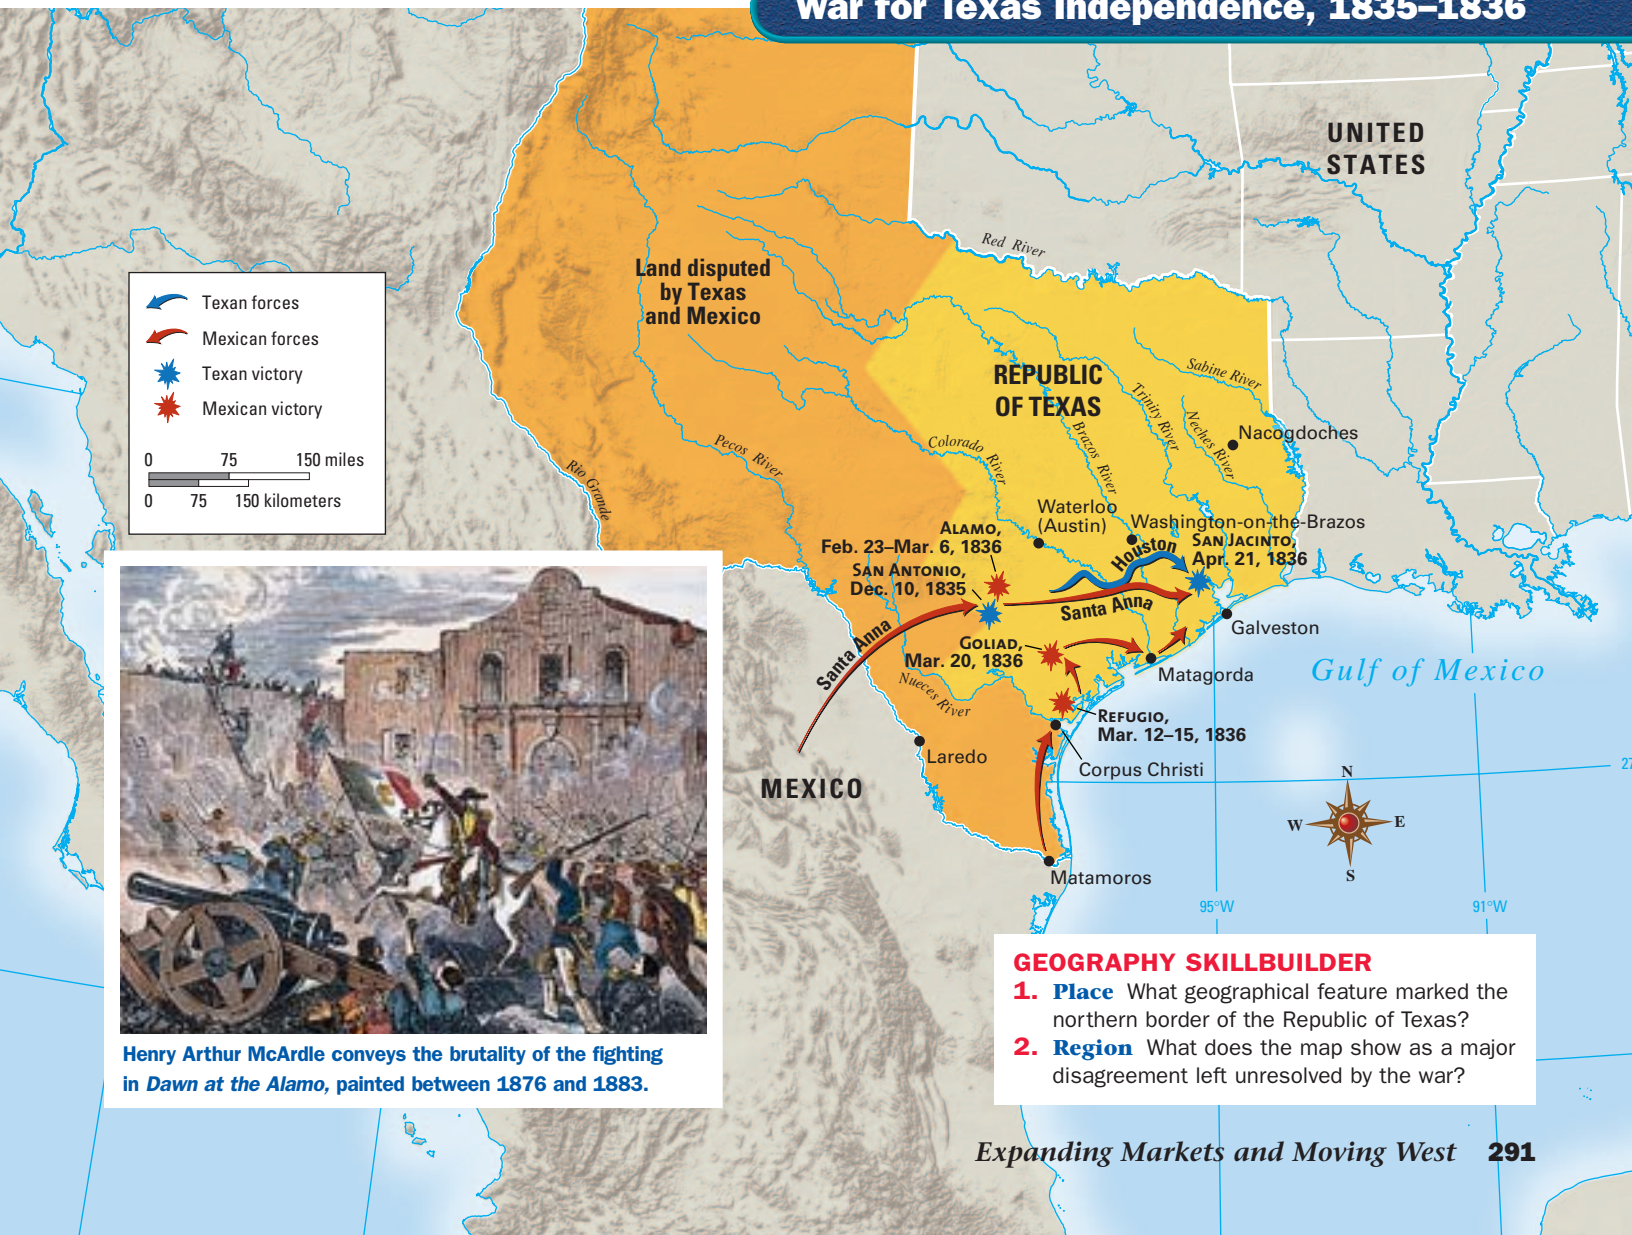 War for Texas Independence, 1835–1836
UNITED
STATES
Red River
Land disputed
by Texas
and Mexico
Texan forces
Mexican forces
Texan victory
Mexican victory
0 75 150 miles
0 75 150 kilometers
REPUBLIC
OF TEXAS
Sabine River
Trinity River
Neches River
Brazos River
Colorado River
Pecos River
Rio Grande
Nacogdoches
Waterloo
(Austin)
Washington-on-the-Brazos
ALAMO,
Feb. 23–Mar. 6, 1836
SAN ANTONIO,
Dec. 10, 1835
Houston
SAN JACINTO,
Apr. 21, 1836
Santa Anna
Santa Anna
Galveston
GOLIAD,
Mar. 20, 1836
Matagorda
Gulf of Mexico
Nueces River
REFUGIO,
Mar. 12–15, 1836
Laredo
Corpus Christi
MEXICO
N
W
E
S
27
Matamoros
95°W
91°W
Henry Arthur McArdle conveys the brutality of the fighting
in Dawn at the Alamo, painted between 1876 and 1883.
GEOGRAPHY SKILLBUILDER
1. Place What geographical feature marked the
northern border of the Republic of Texas?
2. Region What does the map show as a major
disagreement left unresolved by the war?
Expanding Markets and Moving West 291